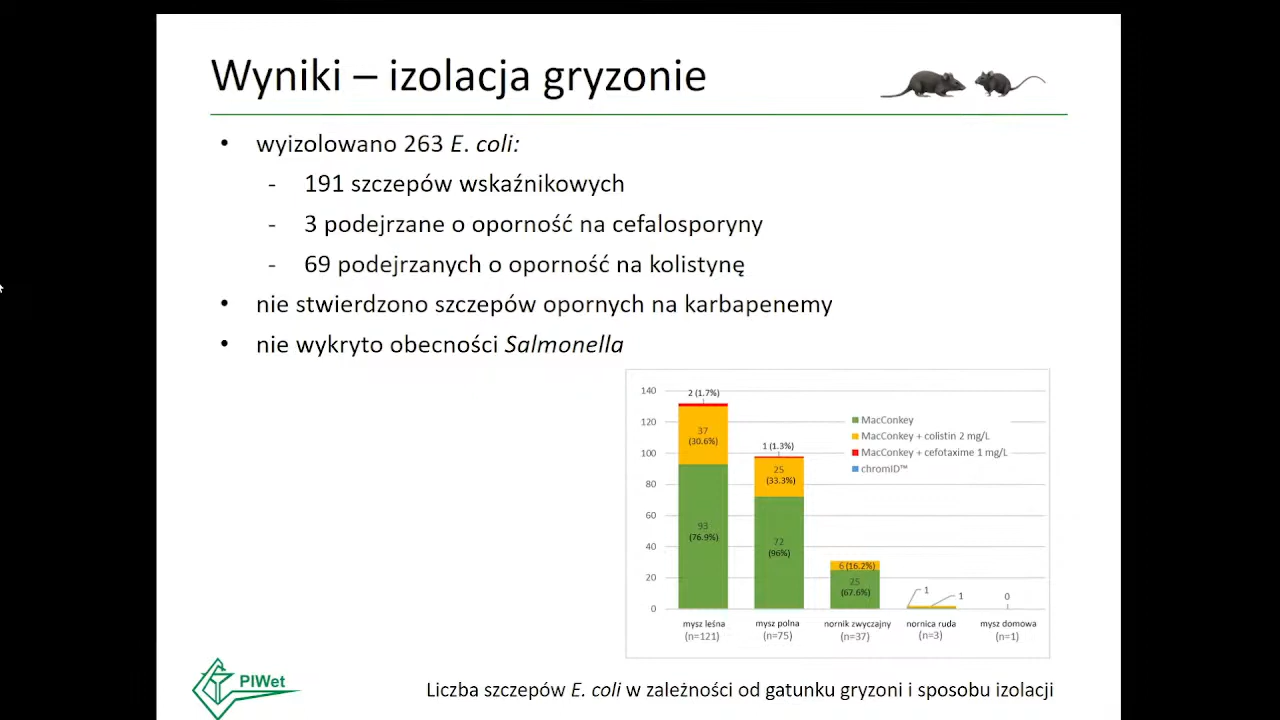 Wyniki – izolacja gryzonie
• wyizolowano 263 E. coli:
- 191 szczepów wskaźnikowych
- 3 podejrzane o oporność na cefalosporyny
- 69 podejrzanych o oporność na kolistynę
• nie stwierdzono szczepów opornych na karbapenemy
• nie wykryto obecności Salmonella
140
120
100
80
60
40
20
0
2 (1.7%)
37
(30.6%)
93
(76.9%)
1 (1.3%)
25
(33.3%)
72
(96%)
6 (16.2%)
25
(67.6%)
1
1
0
MacConkey
MacConkey + colistin 2 mg/L
MacConkey + cefotaxime 1 mg/L
chromID™
mysz leśna
(n=121)
mysz polna
(n=75)
nornik zwyczajny
(n=37)
nornica ruda
(n=3)
mysz domowa
(n=1)
PIWet
Liczba szczepów E. coli w zależności od gatunku gryzoni i sposobu izolacji